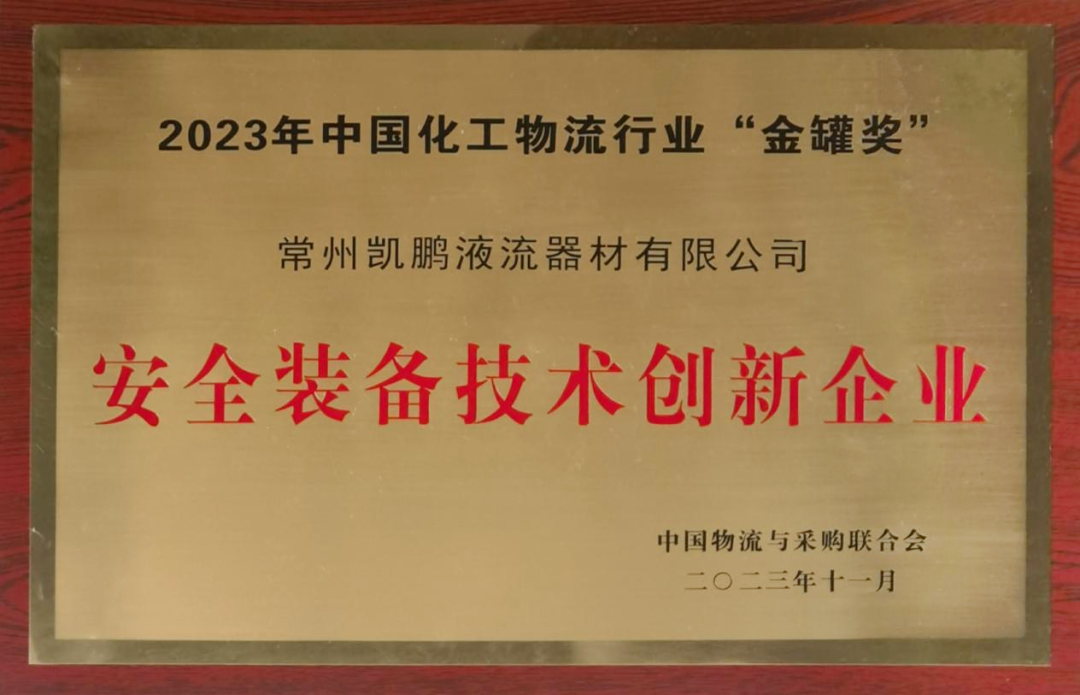 2023年中国化工物流行业“金罐奖”
常州凯鹏液流器材有限公司
安全装备技术创新企业
中国物流与采购联合会
二〇二三年十一月